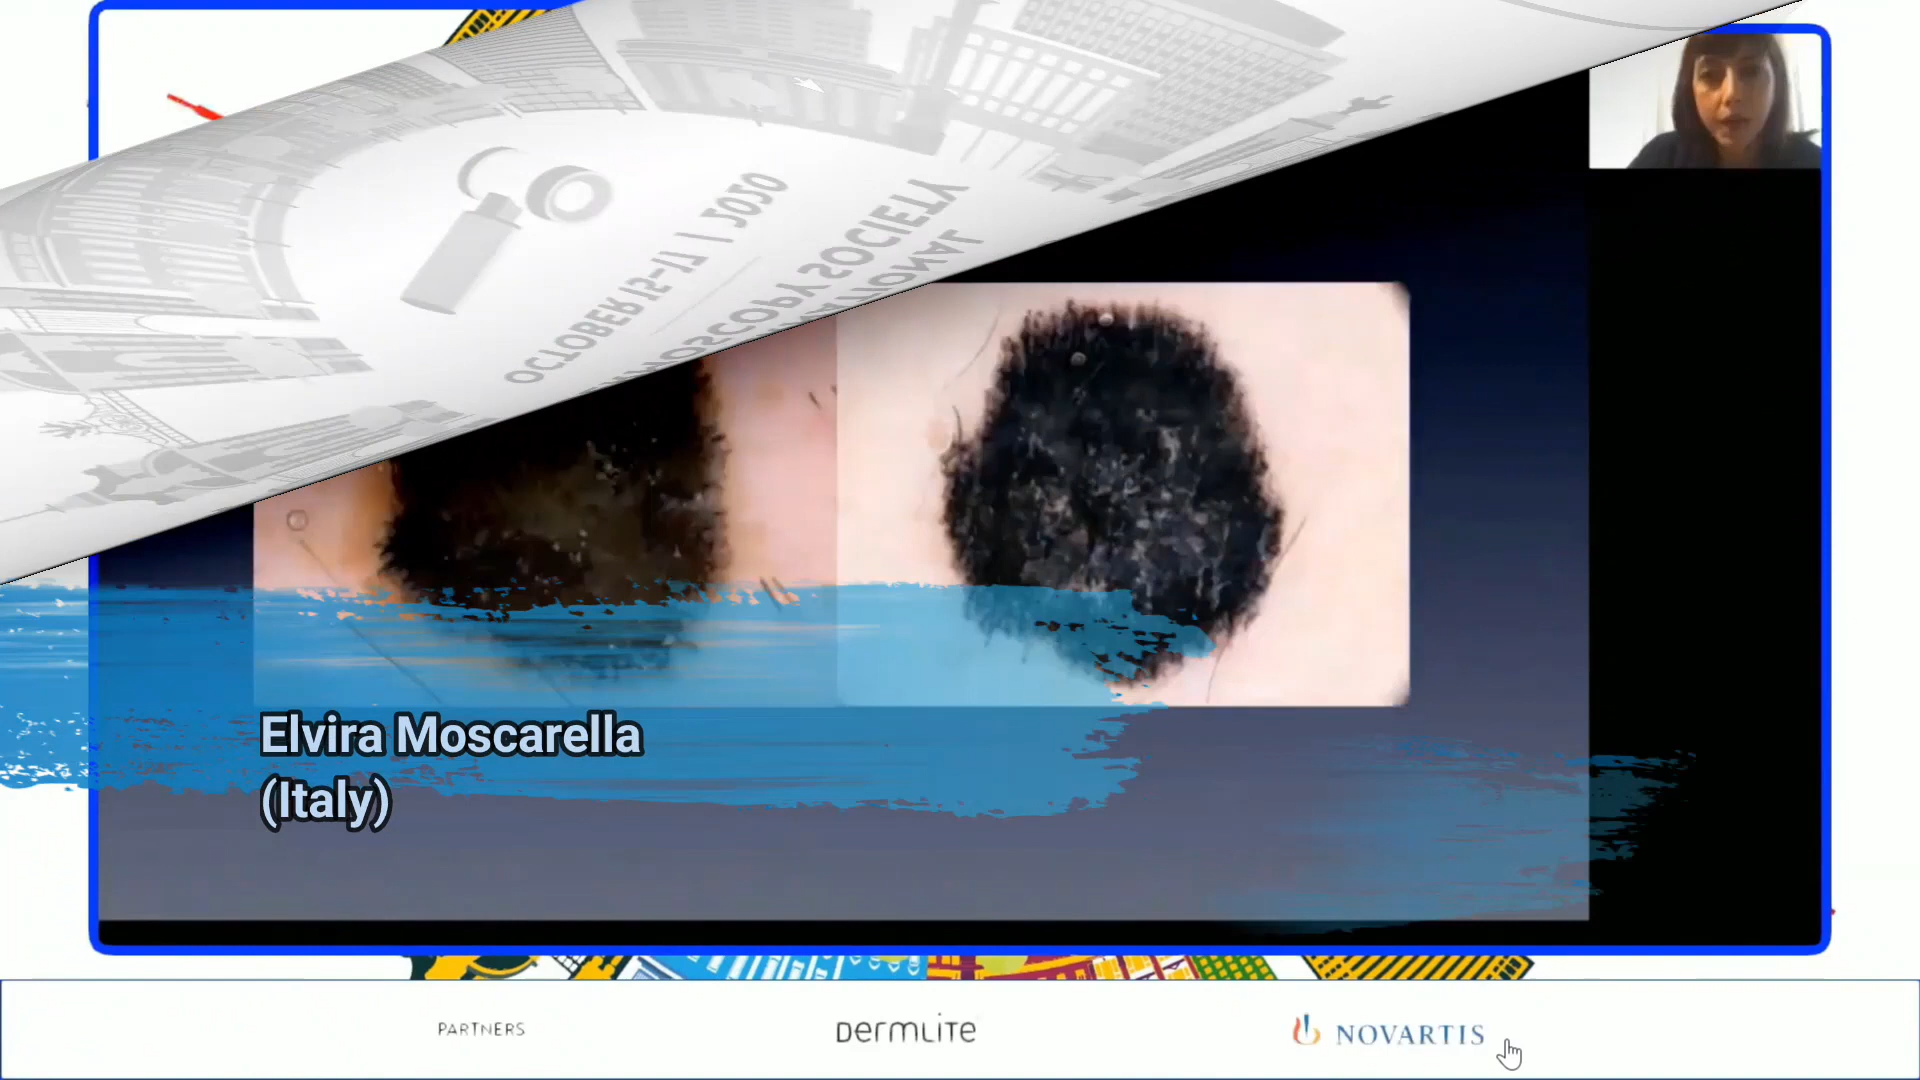 OCTOBER 15-17 | 2020
SOCIETY
Elvira Moscarella
(Italy)
PARTNERS
DERMLITE
NOVARTIS